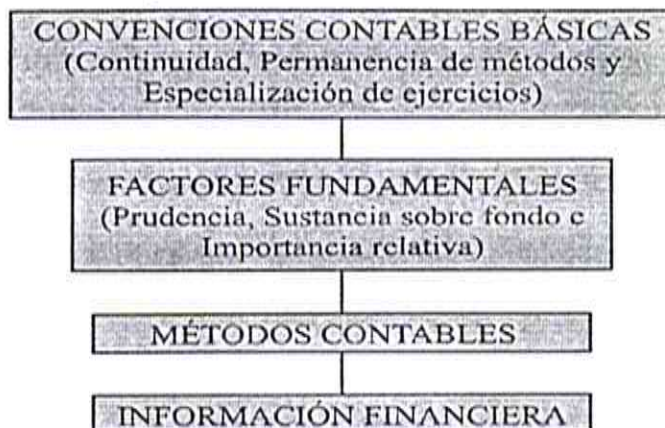 CONVENCIONES CONTABLES BÁSICAS
(Continuidad, Permanencia de métodos y
Especialización de ejercicios)
FACTORES FUNDAMENTALES
(Prudencia, Sustancia sobre fondo e
Importancia relativa)
MÉTODOS CONTABLES
INFORMACIÓN FINANCIERA